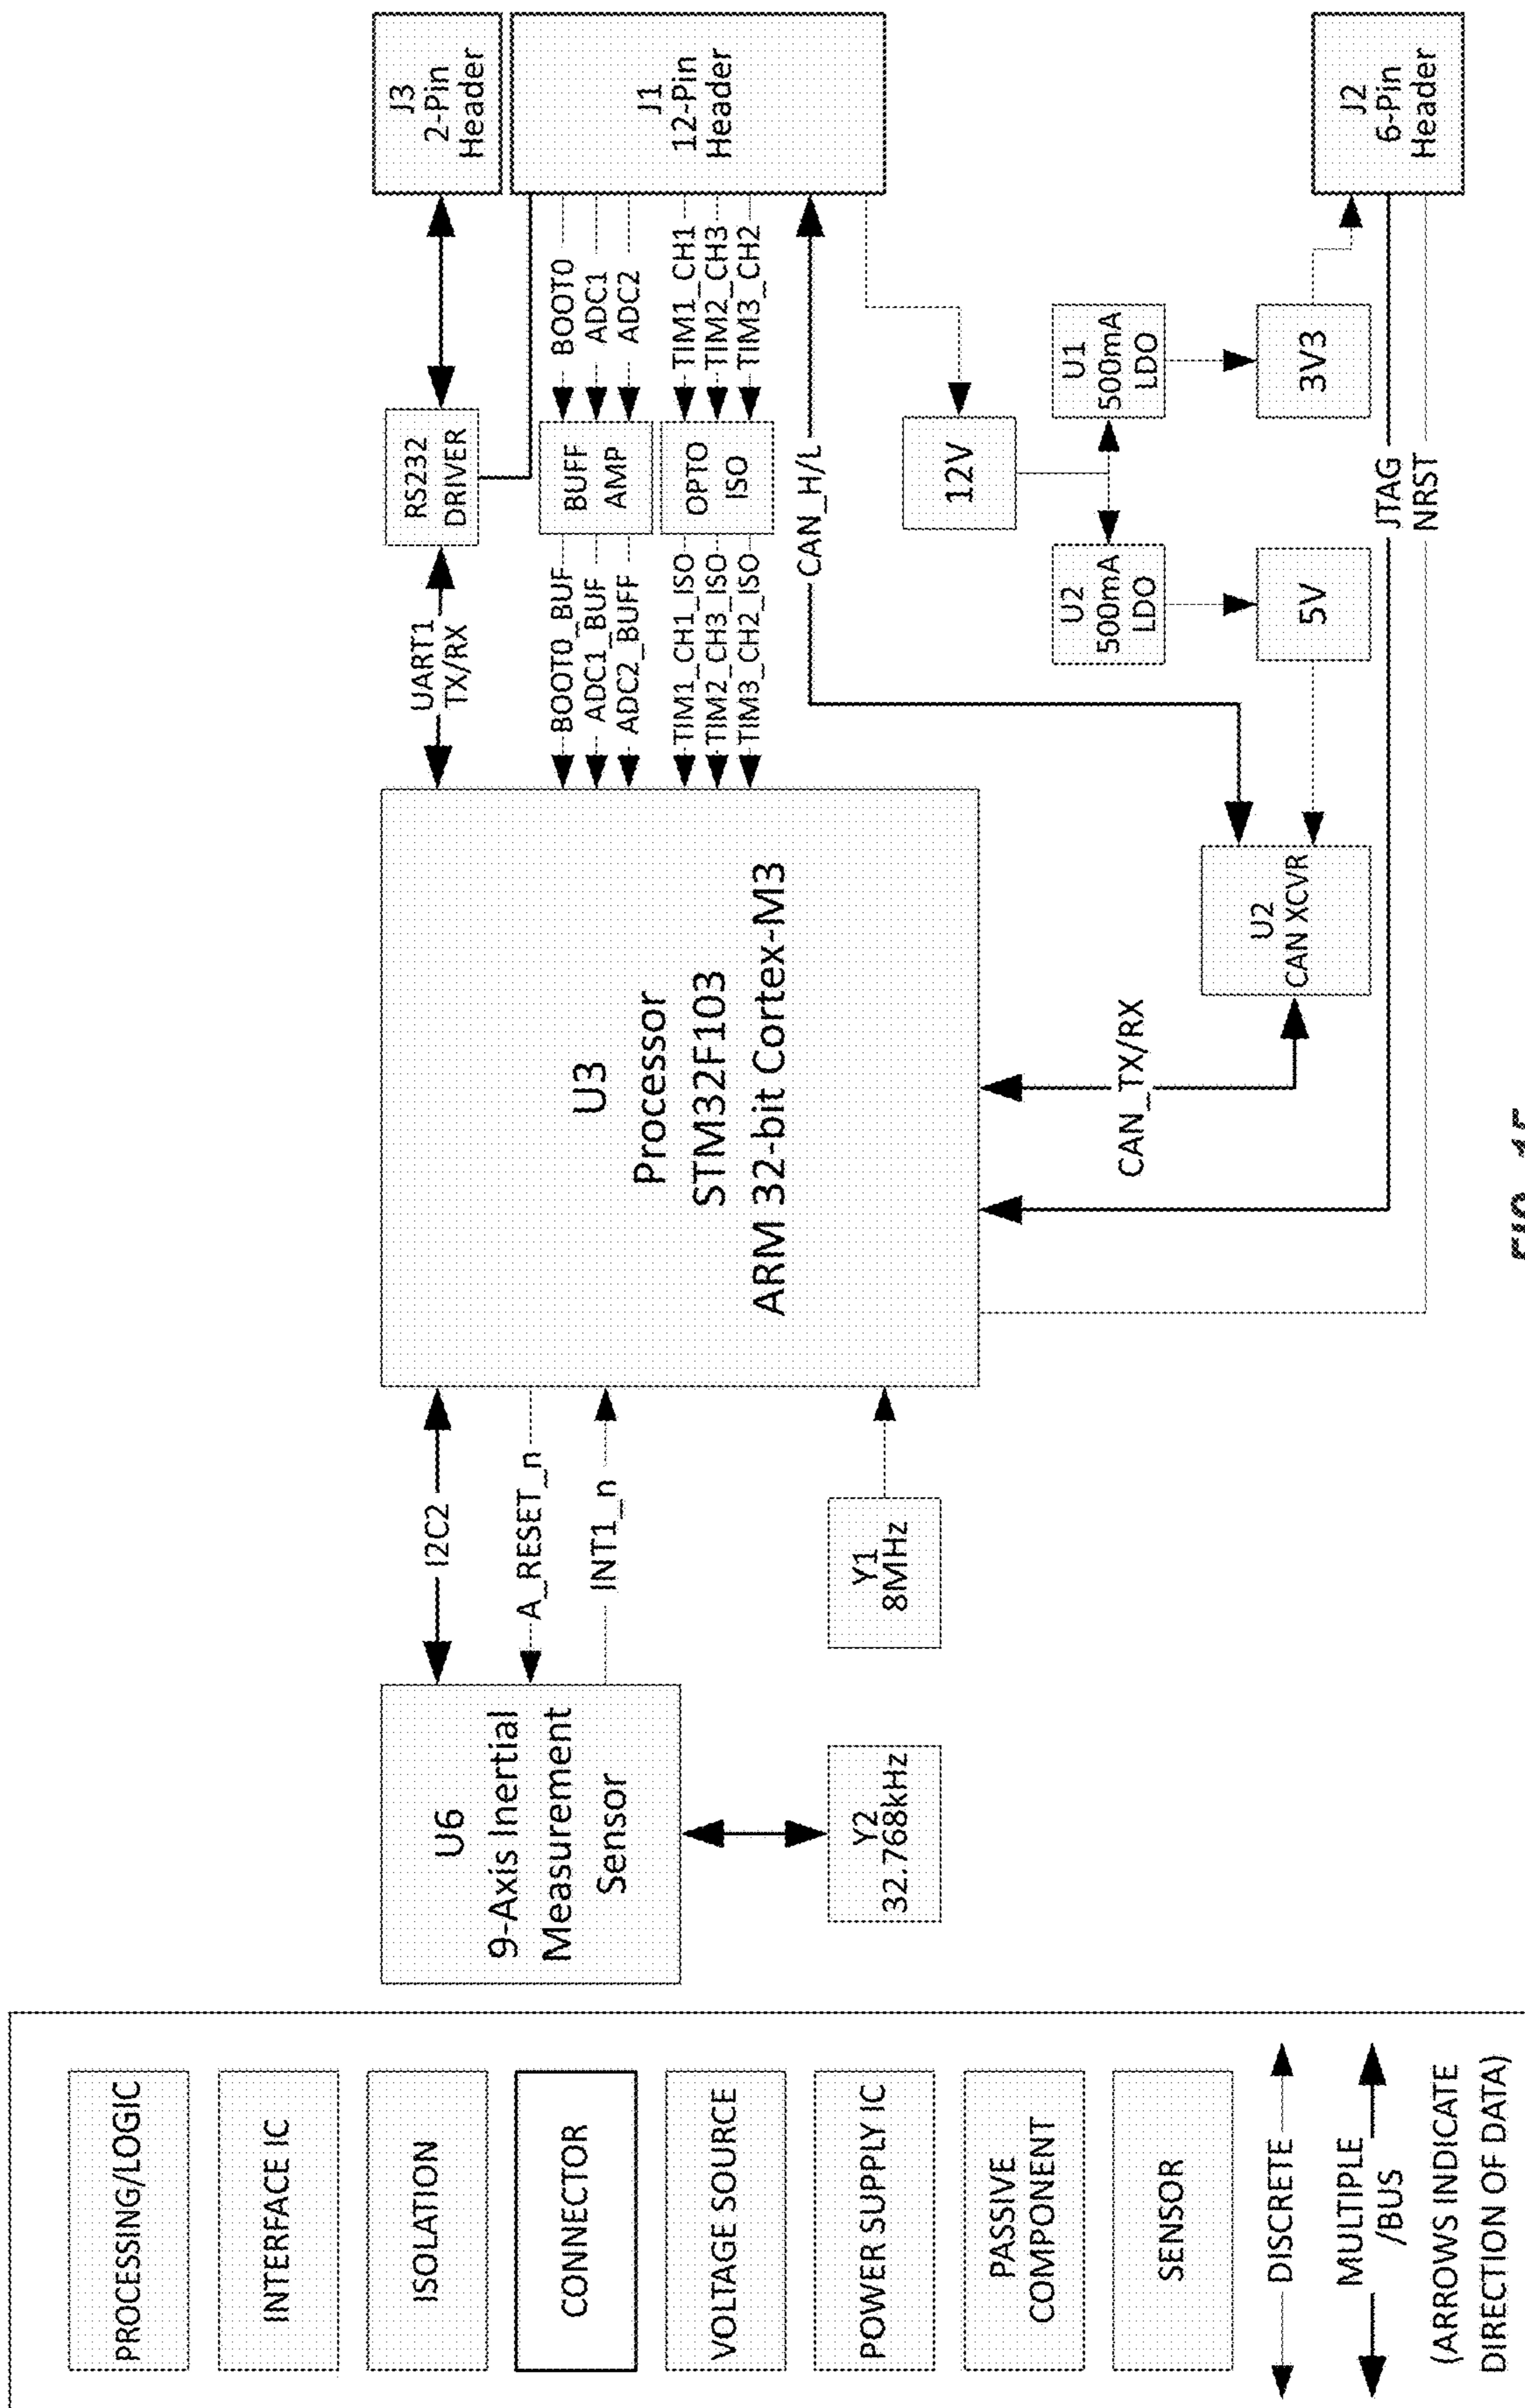 PROCESSING/LOGIC
INTERFACE IC
ISOLATION
CONNECTOR
VOLTAGE SOURCE
POWER SUPPLY IC
PASSIVE
COMPONENT
SENSOR
DISCRETE
MULTIPLE
/BUS
(ARROWS INDICATE
DIRECTION OF DATA)
U6
9-Axis Inertial
Measurement
Sensor
Y2
32.768kHz
I2C2
A_RESET_n
INT1_n
Y1
8MHz
U3
Processor
STM32F103
ARM 32-bit Cortex-M3
UART1
TX/RX
BOOT0_BUF
ADC1_BUF
ADC2_BUFF
TIM1_CH1_ISO
TIM2_CH3_ISO
TIM3_CH2_ISO
RS232
DRIVER
BUFF
AMP
OPTO
ISO
BOOT0
ADC1
ADC2
TIM1_CH1
TIM2_CH3
TIM3_CH2
J3
2-Pin
Header
J1
12-Pin
Header
CAN_H/L
12V
U2
500mA
LDO
U1
500mA
LDO
5V
3V3
CAN_TX/RX
U2
CAN XCVR
JTAG
NRST
J2
6-Pin
Header